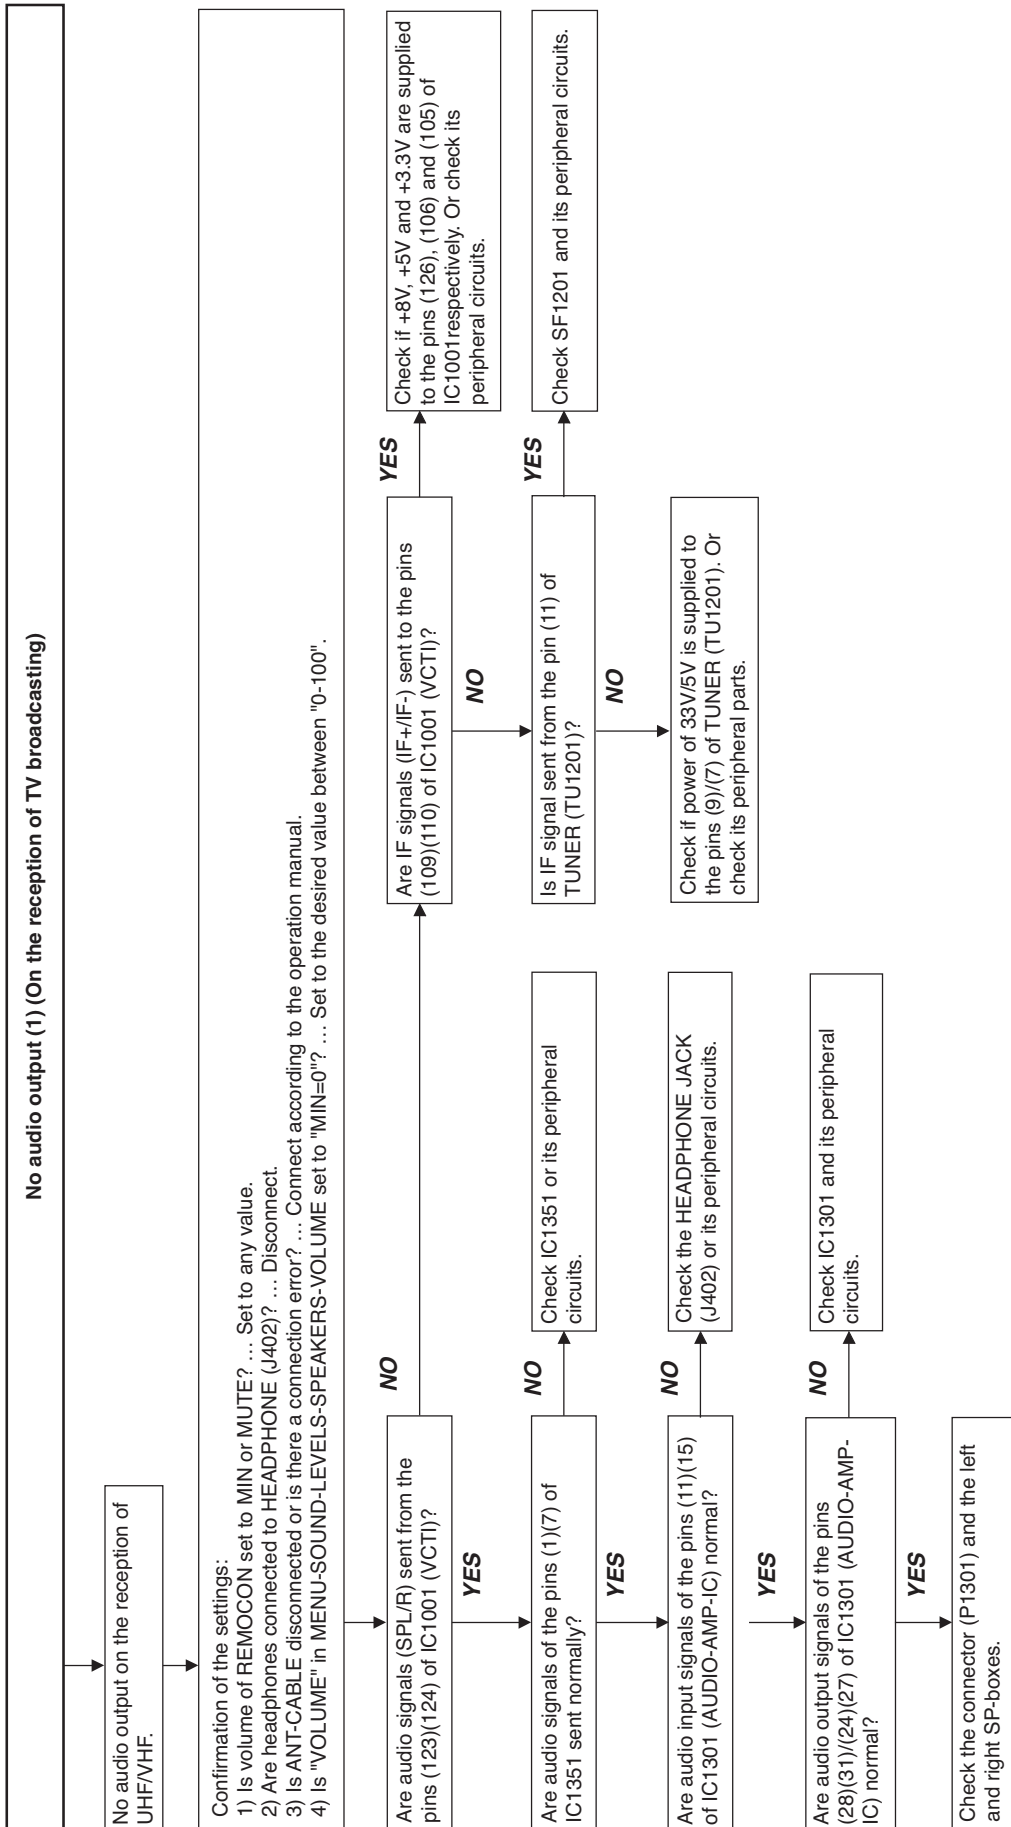 No audio output (1) (On the reception of TV broadcasting)
No audio output on the reception of
UHF/VHF.
Confirmation of the settings:
1) Is volume of REMOCON set to MIN or MUTE? … Set to any value.
2) Are headphones connected to HEADPHONE (J402)? … Disconnect.
3) Is ANT-CABLE disconnected or is there a connection error? … Connect according to the operation manual.
4) Is "VOLUME" in MENU-SOUND-LEVELS-SPEAKERS-VOLUME set to "MIN=0"? … Set to the desired value between "0-100".
Are audio signals (SPL/R) sent from the
pins (123)(124) of IC1001 (VCTI)?
NO
Are IF signals (IF+/IF-) sent to the pins
(109)(110) of IC1001 (VCTI)?
YES
Check if +8V, +5V and +3.3V are supplied
to the pins (126), (106) and (105) of
IC1001respectively. Or check its
peripheral circuits.
YES
NO
Are audio signals of the pins (1)(7) of
IC1351 sent normally?
NO
Check IC1351 or its peripheral
circuits.
Is IF signal sent from the pin (11) of
TUNER (TU1201)?
YES
Check SF1201 and its peripheral circuits.
YES
NO
Are audio input signals of the pins (11)(15)
of IC1301 (AUDIO-AMP-IC) normal?
NO
Check the HEADPHONE JACK
(J402) or its peripheral circuits.
Check if power of 33V/5V is supplied to
the pins (9)/(7) of TUNER (TU1201). Or
check its peripheral parts.
YES
Are audio output signals of the pins
(28)(31)/(24)(27) of IC1301 (AUDIO-AMP-
IC) normal?
NO
Check IC1301 and its peripheral
circuits.
YES
Check the connector (P1301) and the left
and right SP-boxes.